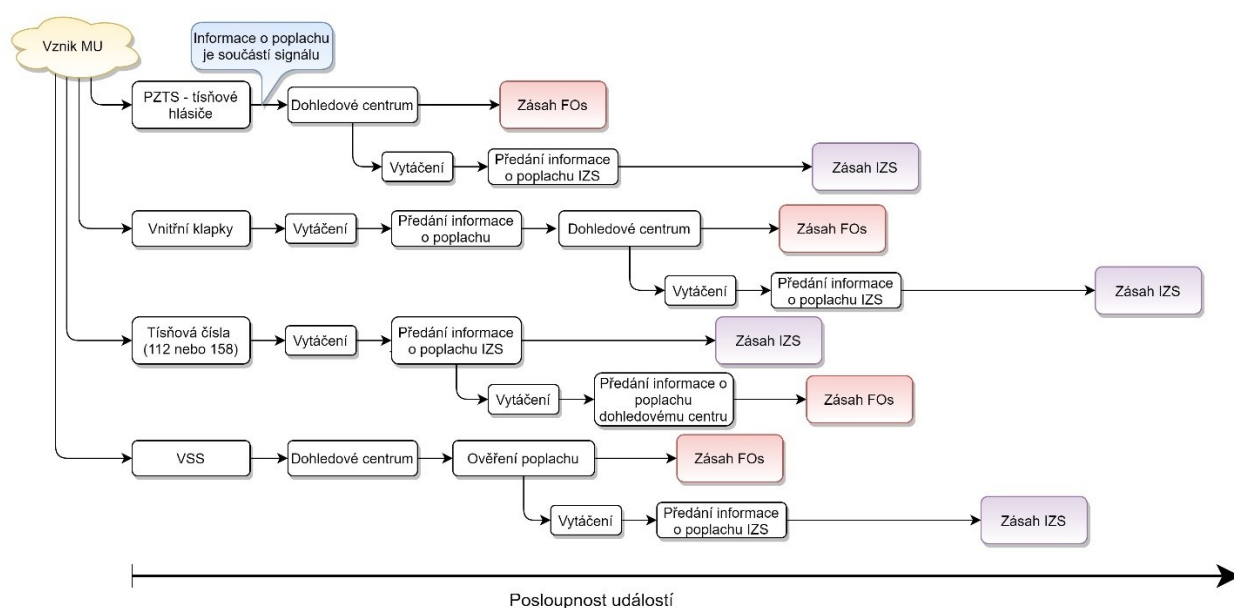 Vznik MU
Informace o poplachu
je součástí signálu
PZTS - tísňové
hlásiče
Dohledové centrum
Zásah FOs
Vytáčení
Předání informace
o poplachu IZS
Zásah IZS
Vnitřní klapky
Vytáčení
Předání informace
o poplachu
Dohledové centrum
Zásah FOs
Vytáčení
Předání informace
o poplachu IZS
Zásah IZS
Tísňová čísla
(112 nebo 158)
Vytáčení
Předání informace
o poplachu IZS
Zásah IZS
Vytáčení
Předání informace o
poplachu
dohledovému centru
Zásah FOs
VSS
Dohledové centrum
Ověření poplachu
Zásah FOs
Vytáčení
Předání informace
o poplachu IZS
Zásah IZS
Posloupnost událostí